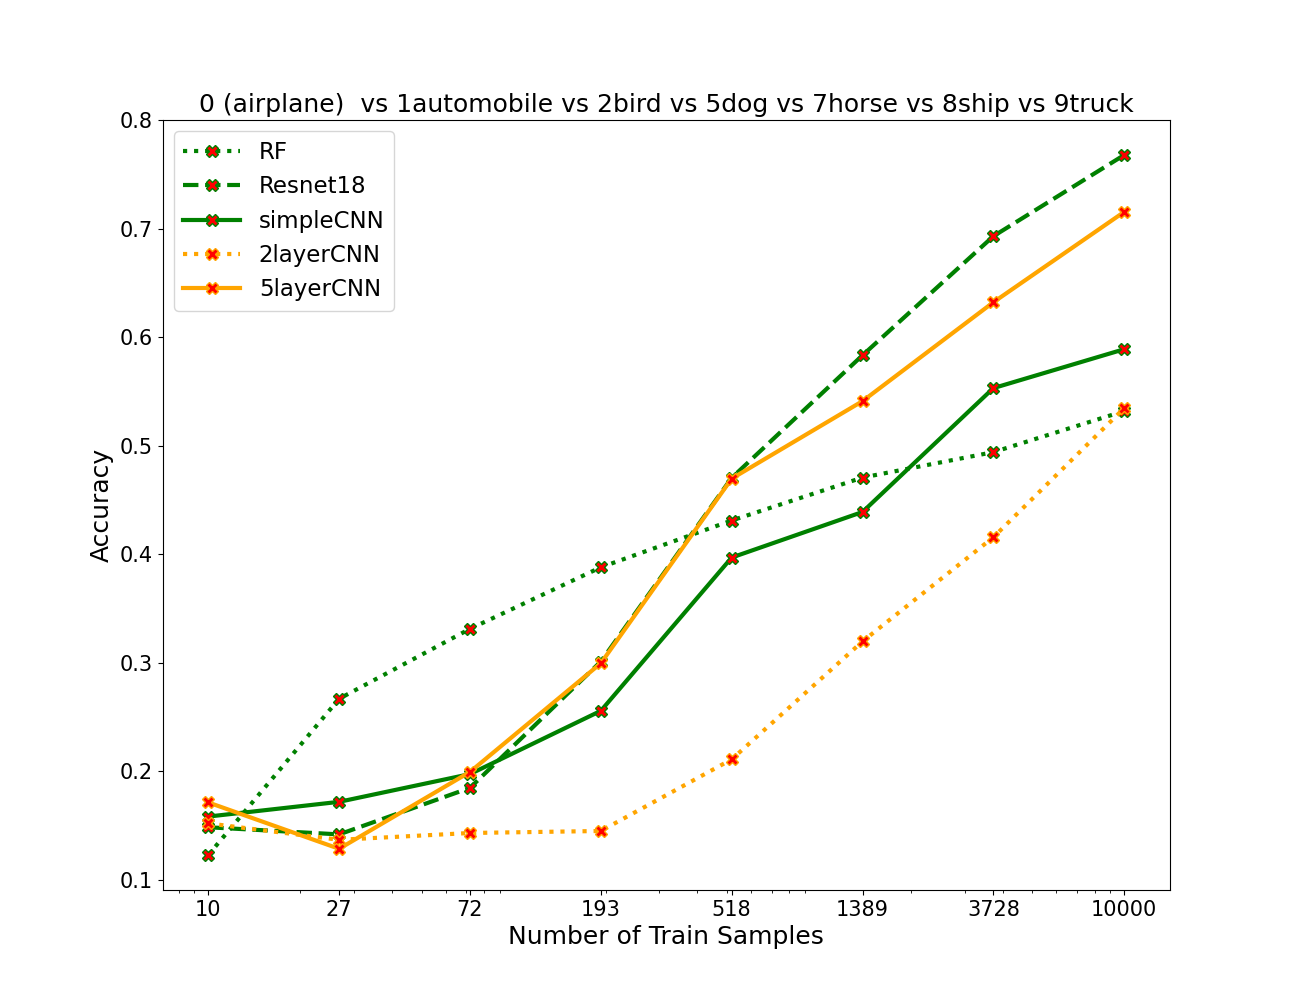 0 (airplane)  vs 1automobile vs 2bird vs 5dog vs 7horse vs 8ship vs 9truck
RF
Resnet18
simpleCNN
2layerCNN
5layerCNN
0.8
0.7
0.6
0.5
0.4
0.3
0.2
0.1
Accuracy
10 27 72 193 518 1389 3728 10000
Number of Train Samples